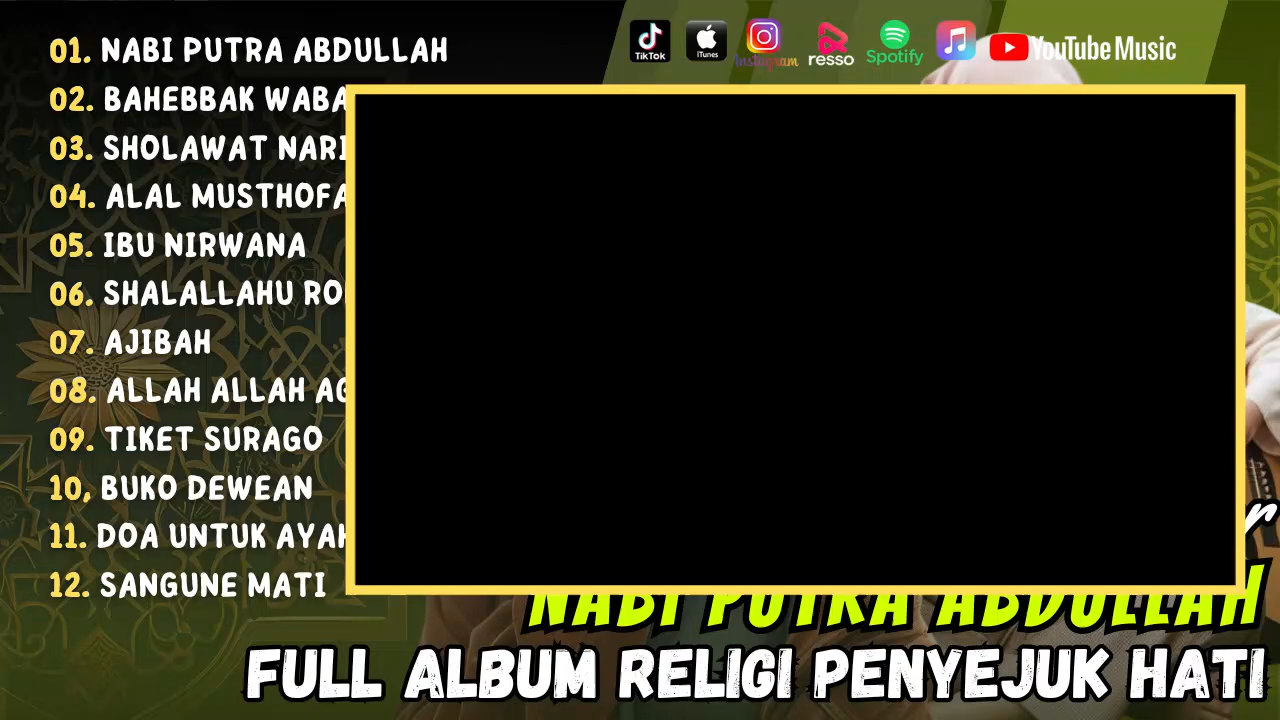 01. NABI PUTRA ABDULLAH
02. BAHEBBAK WABA
03. SHOLAWAT NARI
04. ALAL MUSTHOFA
05. IBU NIRWANA
06. SHALALLAHU RO
07. AJIBAH
08. ALLAH ALLAH AG
09. TIKET SURAGO
10, BUKO DEWEAN
11. DOA UNTUK AYAH
12. SANGUNE MATI
TikTok
iTunes
Instagram
resso
Spotify
YouTube Music
r
NABI PUTRA ABDULLAH
FULL ALBUM RELIGI PENYEJUK HATI